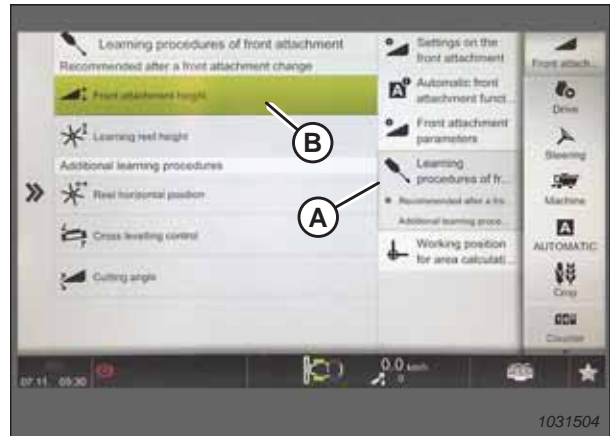 Learning procedures of front attachment
Recommended after a front attachment change
Front attachment height
Learning reel height
Additional learning procedures
Reel horizontal position
Cross levelling control
Cutting angle
Settings on the
front attachment
Automatic front
attachment funct...
Front attachment
parameters
Learning
procedures of fr...
Recommended after a fro...
Additional learning proce...
Working position
for area calculati...
Front attach...
Drive
Steering
Machine
A
AUTOMATIC
Crop
Counter
B
A
07.11 05:30
0.0 km/h
0
1031504